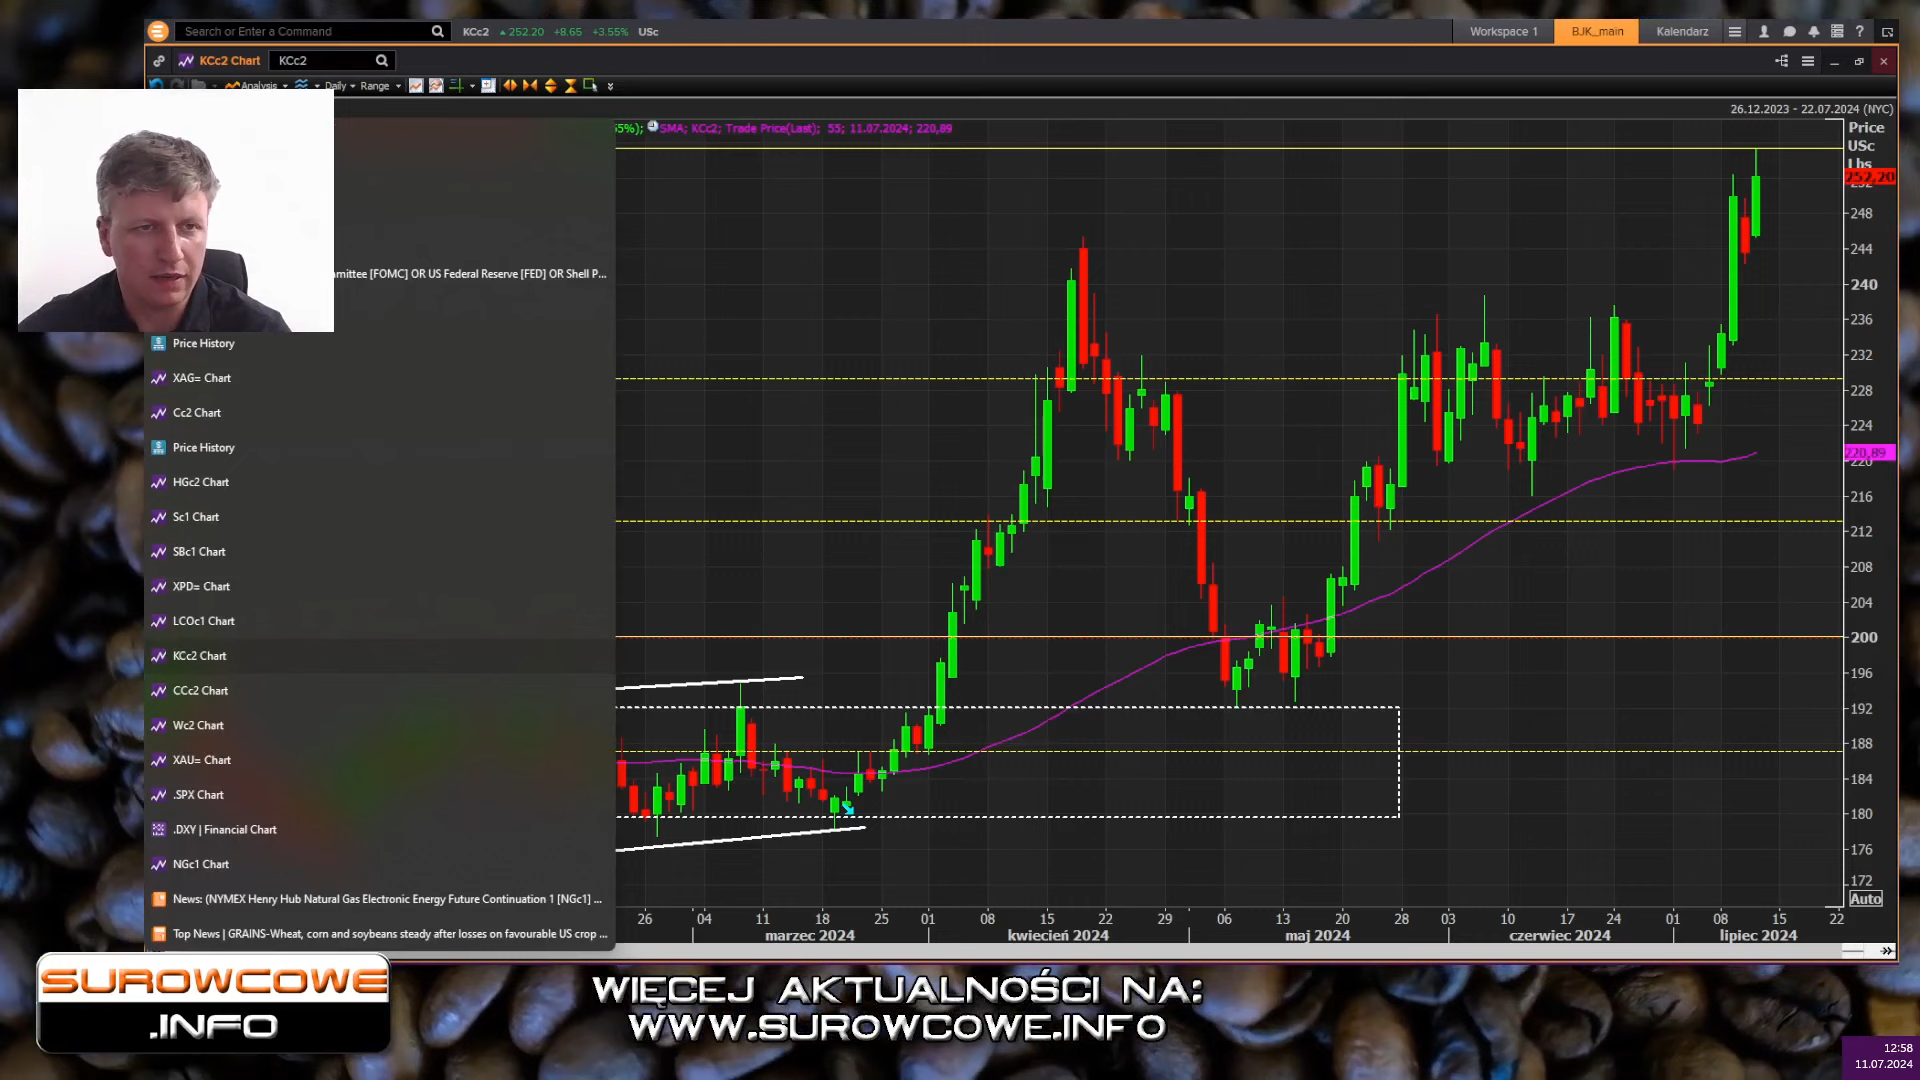 Search or Enter a Command
KCc2 252.20 +8.65 +3.55% USc
Workspace 1
BJK_main
Kalendarz
KCc2 Chart
KCc2
Analysis
Daily
Range
26.12.2023 - 22.07.2024 (NYC)
55%); SMA; KCc2; Trade Price(Last); 55; 11.07.2024; 220,89
Price
USc
Lbs
252,20
248
244
240
236
232
228
224
220,89
220
216
212
208
204
200
196
192
188
184
180
176
172
Auto
mmittee [FOMC] OR US Federal Reserve [FED] OR Shell P...
Price History
XAG= Chart
Cc2 Chart
Price History
HGc2 Chart
Sc1 Chart
SBc1 Chart
XPD= Chart
LCOc1 Chart
KCc2 Chart
CCc2 Chart
Wc2 Chart
XAU= Chart
.SPX Chart
.DXY | Financial Chart
NGc1 Chart
News: (NYMEX Henry Hub Natural Gas Electronic Energy Future Continuation 1 [NGc1] ...
Top News | GRAINS-Wheat, corn and soybeans steady after losses on favourable US crop ...
26 04 11 18 25 01 08 15 22 29 06 13 20 28 03 10 17 24 01 08 15 22
marzec 2024 kwiecień 2024 maj 2024 czerwiec 2024 lipiec 2024
SUROWCOWE
.INFO
WIĘCEJ AKTUALNOŚCI NA:
WWW.SUROWCOWE.INFO
12:58
11.07.2024